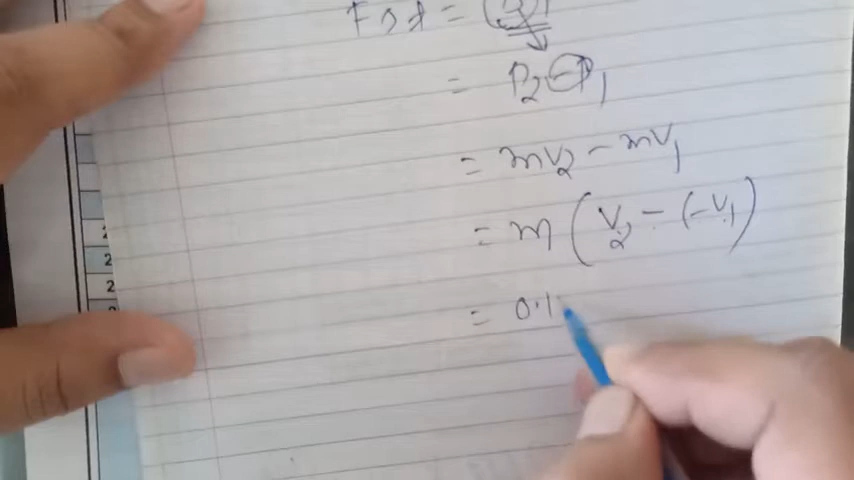 = P2 - P1
= mv2 - mv1
= m (v2 - (-v1)
= 0.1